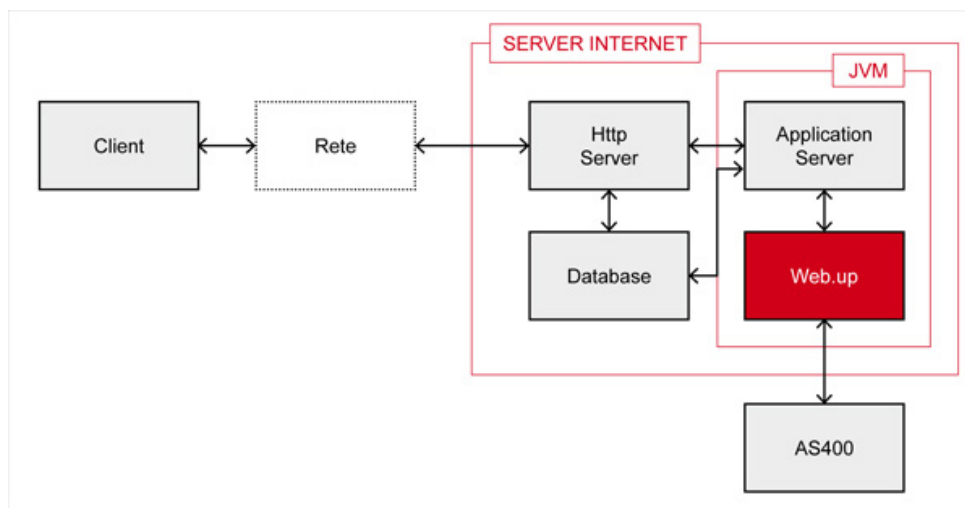 SERVER INTERNET
JVM
Client
Rete
Http
Server
Application
Server
Database
Web.up
AS400